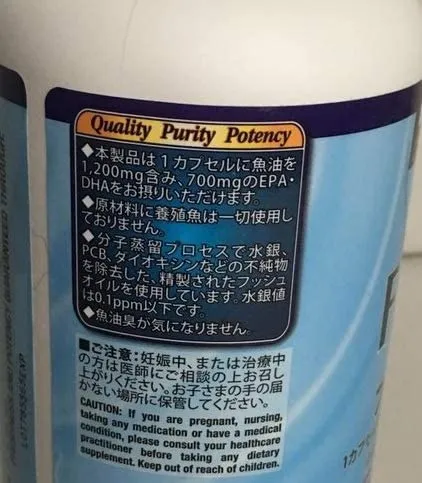 Quality Purity Potency
◆本製品は1カプセルに魚油を
1,200mg含み、700mgのEPA・
DHAをお摂りいただけます。
◆原材料に養殖魚は一切使用し
ておりません。
◆分子蒸留プロセスで水銀、
PCB、ダイオキシンなどの不純物
を除去した、精製されたフッシュ
オイルを使用しています。水銀値
は0.1ppm以下です。
◆魚油臭が気になりません。
■ご注意：妊娠中、または治療中
の方は医師にご相談の上お召し
上がりください。お子さまの手の届
かない場所に保管してください。
CAUTION: If you are pregnant, nursing,
taking any medication or have a medical
condition, please consult your healthcare
practitioner before taking any dietary
supplement. Keep out of reach of children.
POTENCY GUARANTEED THROUGH:
1カプセ